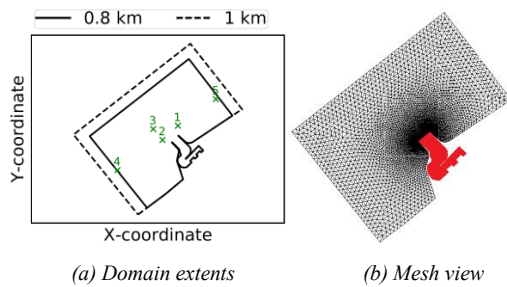 0.8 km 1 km
5
3 1
2
4
Y-coordinate
X-coordinate
(a) Domain extents (b) Mesh view